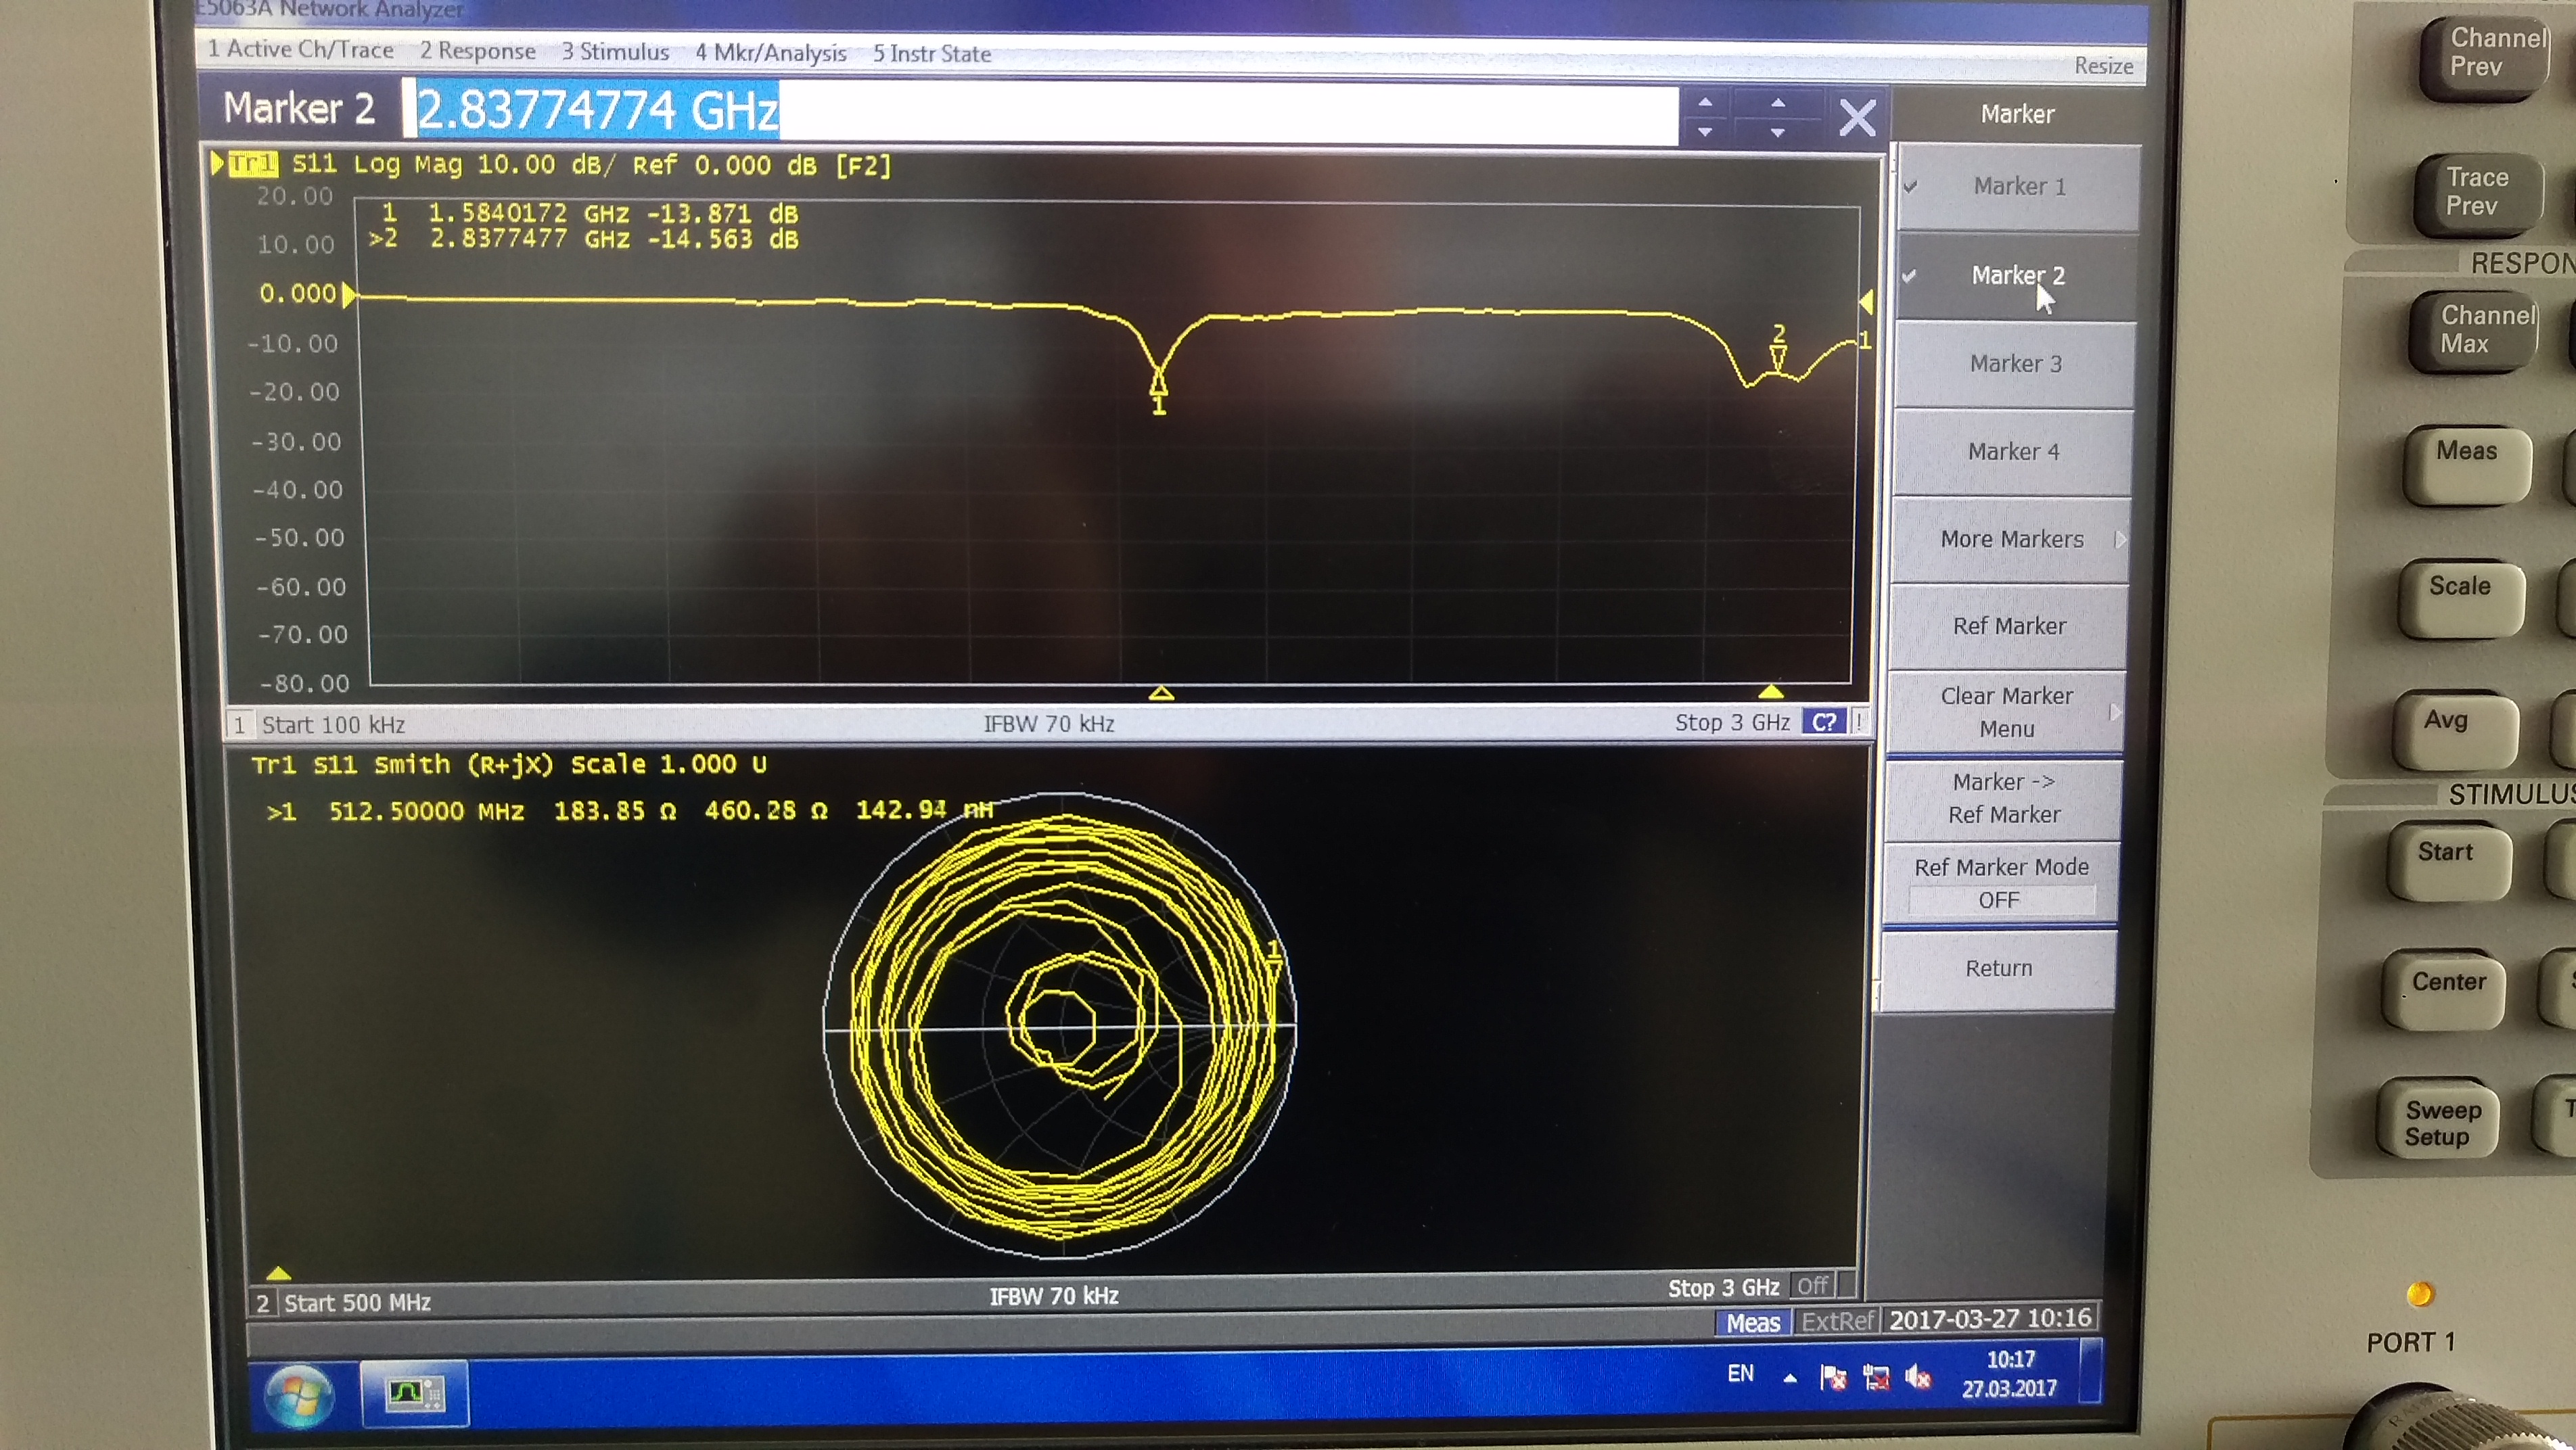 E5063A Network Analyzer
1 Active Ch/Trace 2 Response 3 Stimulus 4 Mkr/Analysis 5 Instr State
Resize
Marker 2 2.83774774 GHz
Tr1 S11 Log Mag 10.00 dB/ Ref 0.000 dB [F2]
20.00
10.00
0.000
-10.00
-20.00
-30.00
-40.00
-50.00
-60.00
-70.00
-80.00
1 1.5840172 GHz -13.871 dB
>2 2.8377477 GHz -14.563 dB
1
2
1
1 Start 100 kHz IFBW 70 kHz Stop 3 GHz C? !
Tr1 S11 Smith (R+jX) Scale 1.000 U
>1 512.50000 MHz 183.85 Ω 460.28 Ω 142.94 nH
1
2 Start 500 MHz IFBW 70 kHz Stop 3 GHz Off
Meas ExtRef 2017-03-27 10:16
Marker
Marker 1
Marker 2
Marker 3
Marker 4
More Markers
Ref Marker
Clear Marker
Menu
Marker ->
Ref Marker
Ref Marker Mode
OFF
Return
EN
10:17
27.03.2017
Channel
Prev
Trace
Prev
RESPON
Channel
Max
Meas
Scale
Avg
STIMULUS
Start
Center
Sweep
Setup
PORT 1